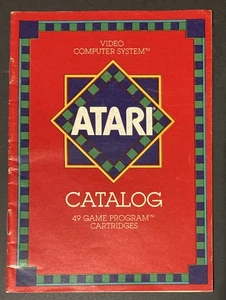 VIDEO
COMPUTER SYSTEM™
ATARI®
CATALOG
49 GAME PROGRAM™
CARTRIDGES